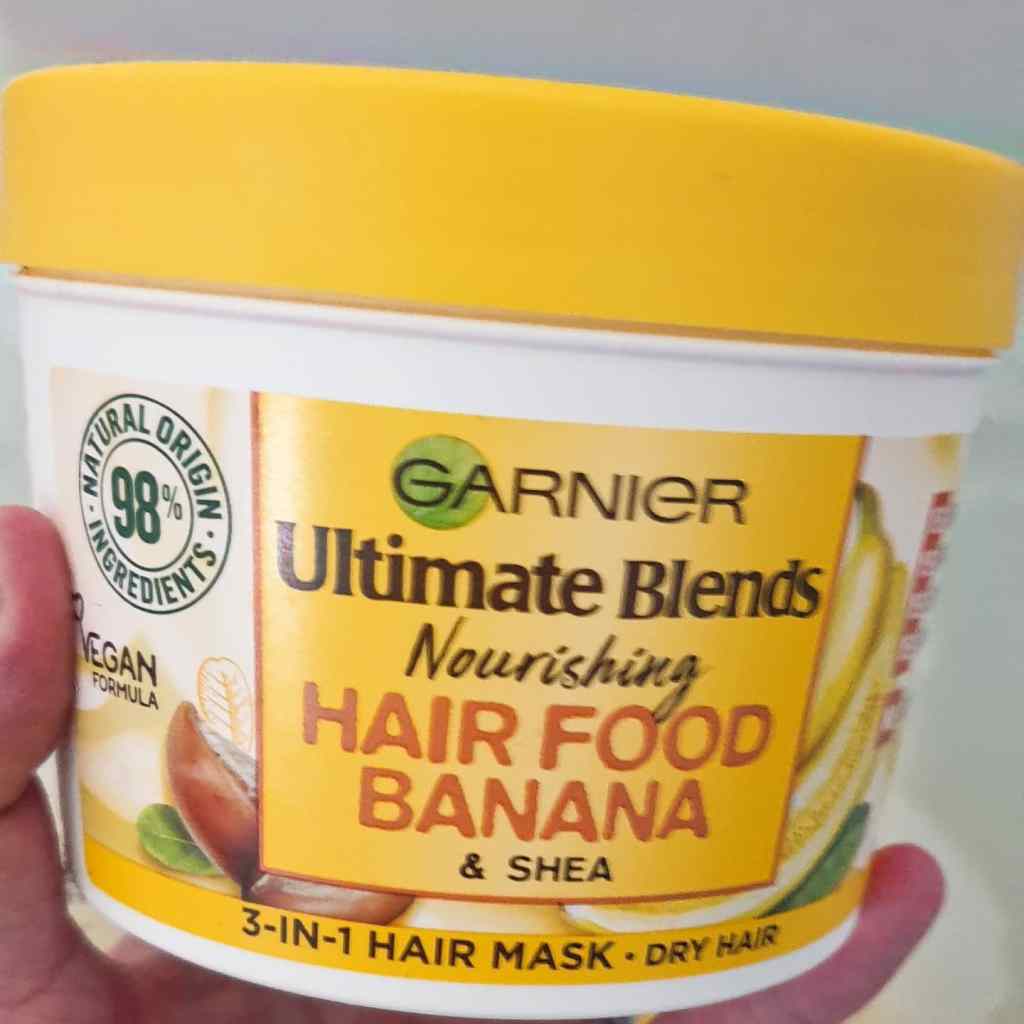 NATURAL ORIGIN
98%
INGREDIENTS
VEGAN
FORMULA
GARNIER
Ultimate Blends
Nourishing
HAIR FOOD
BANANA
& SHEA
3-IN-1 HAIR MASK · DRY HAIR